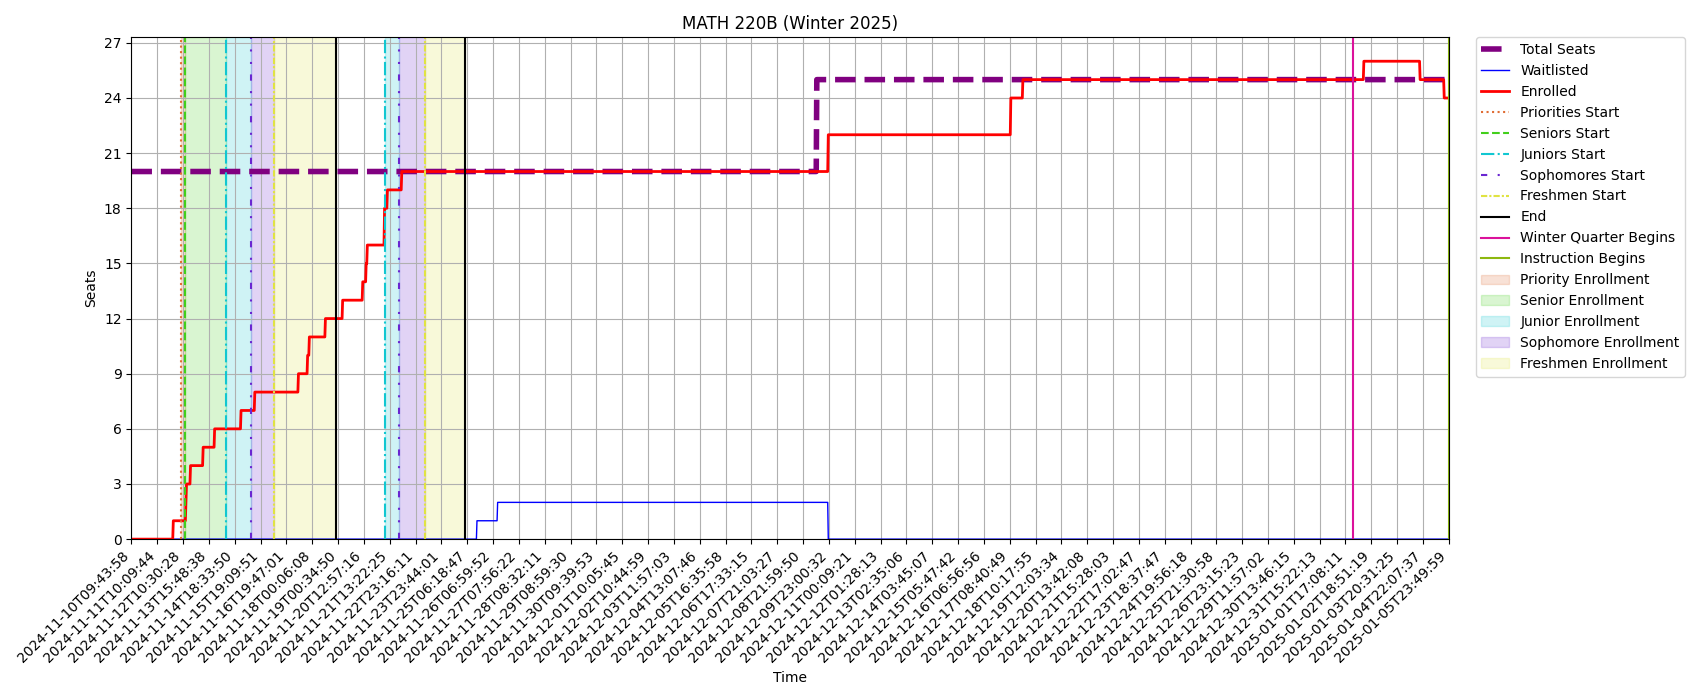 MATH 220B (Winter 2025)
27
24
21
18
15
12
9
6
3
0
Seats
2024-11-10T09:43:58
2024-11-11T10:09:44
2024-11-12T10:30:28
2024-11-13T15:48:38
2024-11-14T18:33:50
2024-11-15T19:09:51
2024-11-16T19:47:01
2024-11-18T00:06:08
2024-11-19T00:34:50
2024-11-20T12:57:16
2024-11-21T13:22:25
2024-11-22T23:16:11
2024-11-23T23:44:01
2024-11-25T06:18:47
2024-11-26T06:59:52
2024-11-27T07:56:22
2024-11-28T08:32:11
2024-11-29T08:59:30
2024-11-30T09:39:53
2024-12-01T10:05:45
2024-12-02T10:44:59
2024-12-03T11:57:03
2024-12-04T13:07:46
2024-12-05T16:35:58
2024-12-06T17:33:15
2024-12-07T21:03:27
2024-12-08T21:59:50
2024-12-09T23:00:32
2024-12-11T00:09:21
2024-12-12T01:28:13
2024-12-13T02:35:06
2024-12-14T03:45:07
2024-12-15T05:47:42
2024-12-16T06:56:56
2024-12-17T08:40:49
2024-12-18T10:17:55
2024-12-19T12:03:34
2024-12-20T13:42:08
2024-12-21T15:28:03
2024-12-22T17:02:47
2024-12-23T18:37:47
2024-12-24T19:56:18
2024-12-25T21:30:58
2024-12-26T23:15:23
2024-12-29T11:57:02
2024-12-30T13:46:15
2024-12-31T15:22:13
2025-01-01T17:08:11
2025-01-02T18:51:19
2025-01-03T20:31:25
2025-01-04T22:07:37
2025-01-05T23:49:59
Time
Total Seats
Waitlisted
Enrolled
Priorities Start
Seniors Start
Juniors Start
Sophomores Start
Freshmen Start
End
Winter Quarter Begins
Instruction Begins
Priority Enrollment
Senior Enrollment
Junior Enrollment
Sophomore Enrollment
Freshmen Enrollment